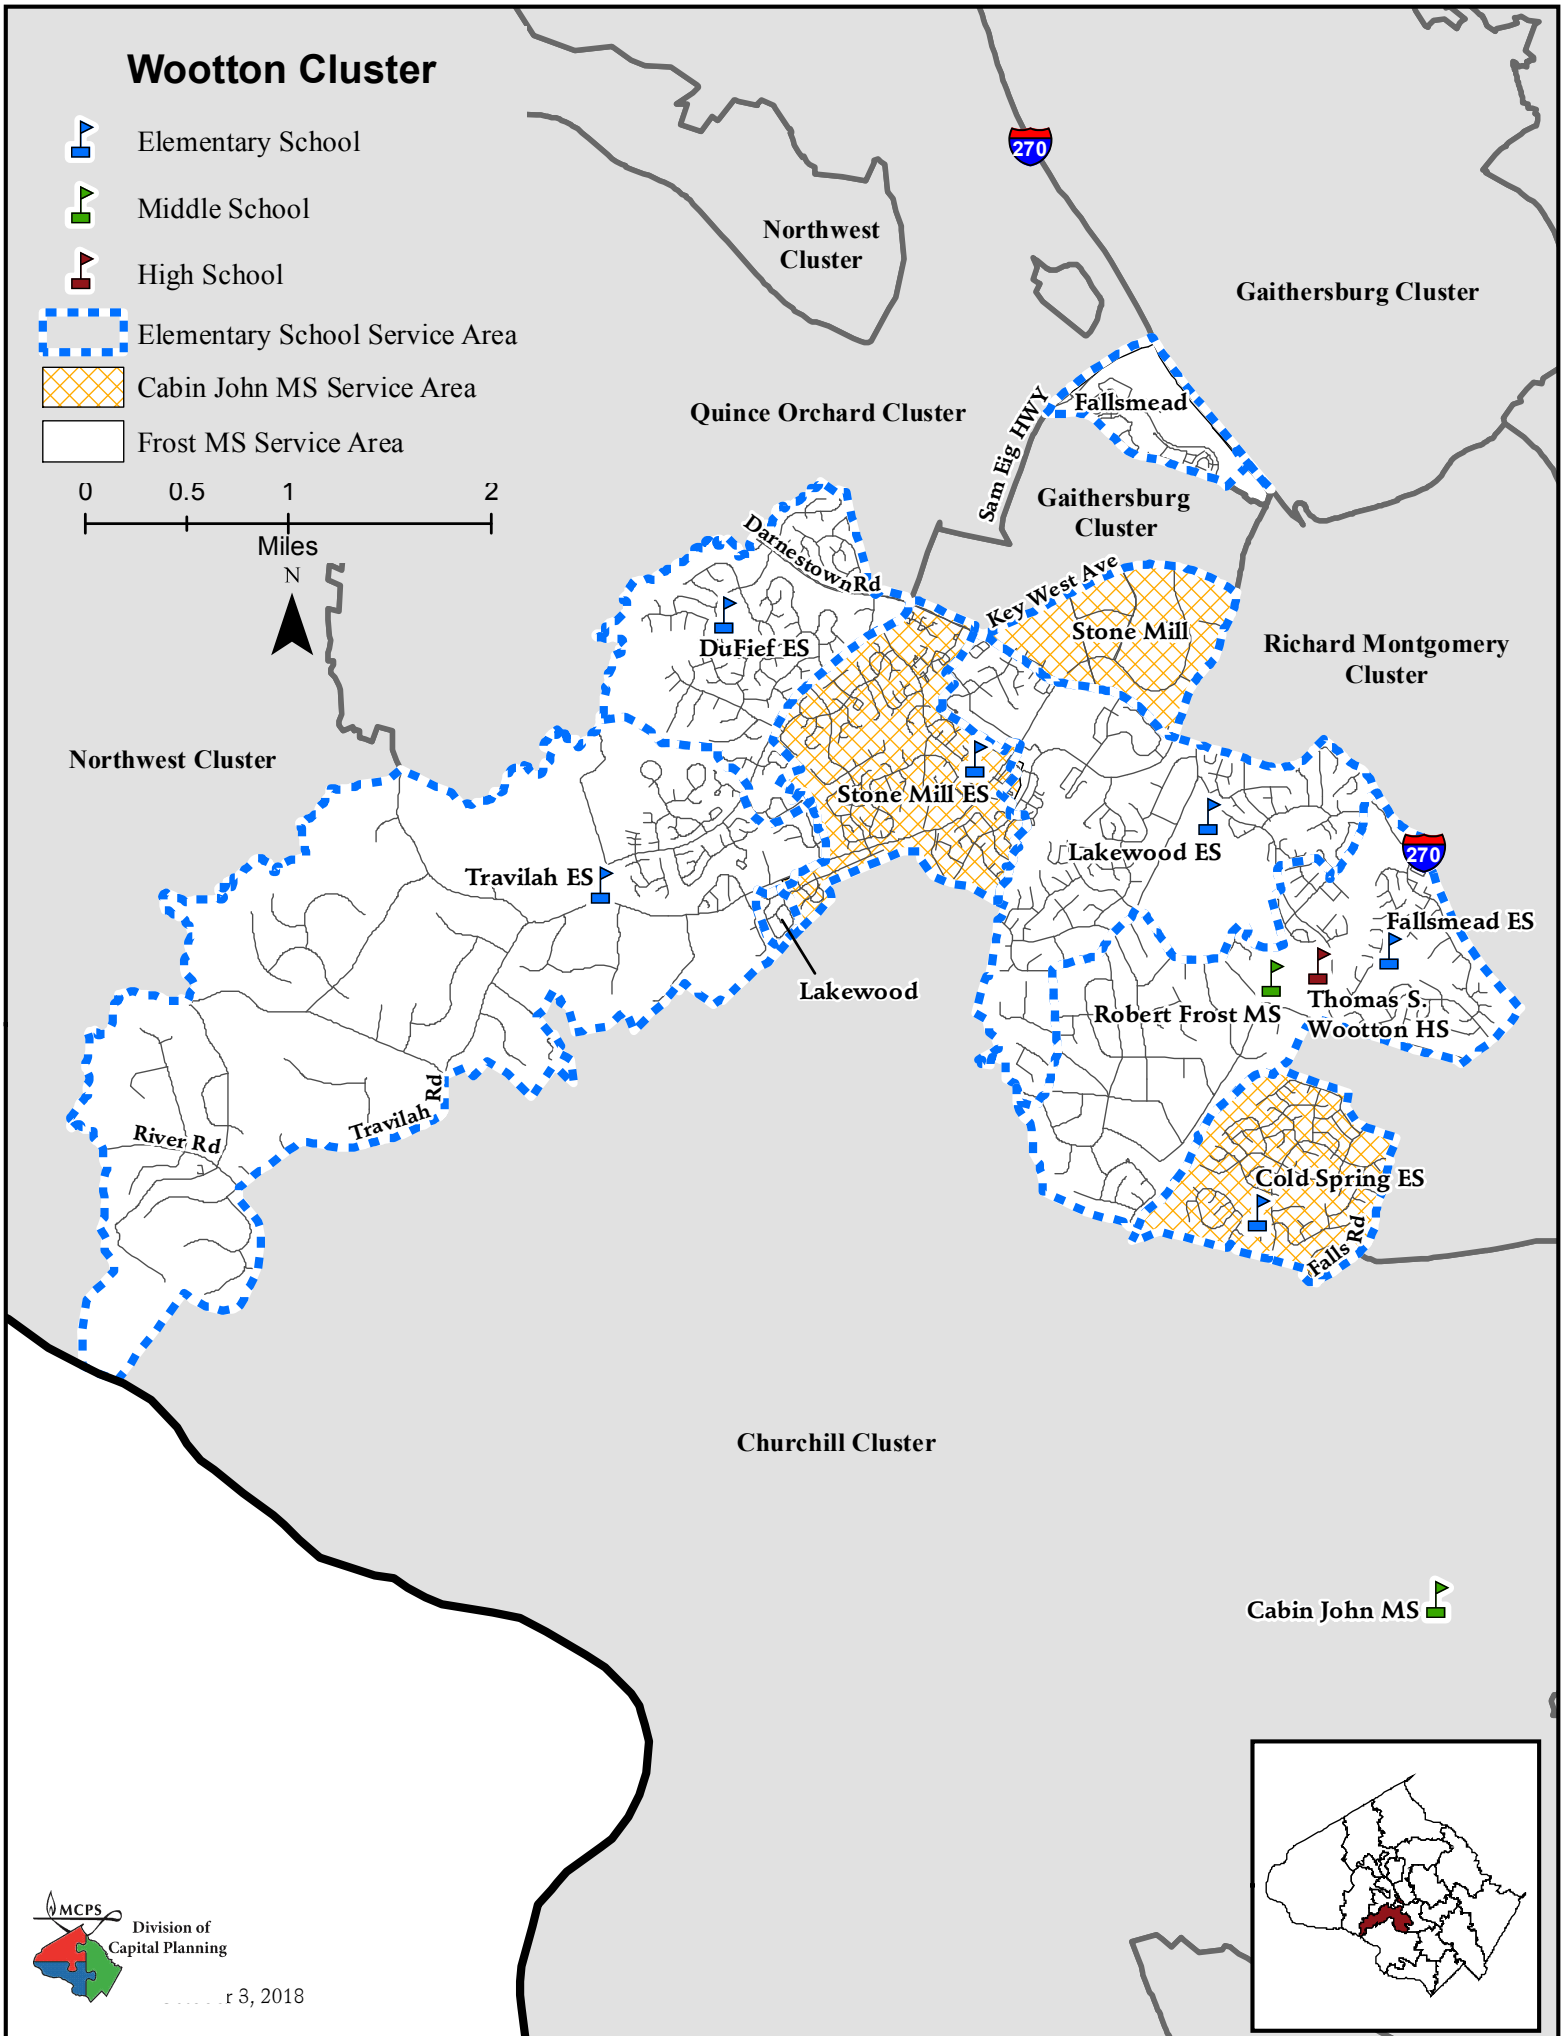 Wootton Cluster
Elementary School
Middle School
High School
Elementary School Service Area
Cabin John MS Service Area
Frost MS Service Area
0 0.5 1 2
Miles
N
270
Northwest
Cluster
Gaithersburg Cluster
Quince Orchard Cluster
Sam Eig HWY
Fallsmead
Gaithersburg
Cluster
Darnestown Rd
Key West Ave
DuFief ES
Stone Mill
Richard Montgomery
Cluster
Northwest Cluster
Stone Mill ES
Lakewood ES
270
Travilah ES
Fallsmead ES
Lakewood
Robert Frost MS
Thomas S.
Wootton HS
River Rd
Travilah Rd
Cold Spring ES
Falls Rd
Churchill Cluster
Cabin John MS
MCPS
Division of
Capital Planning
r 3, 2018